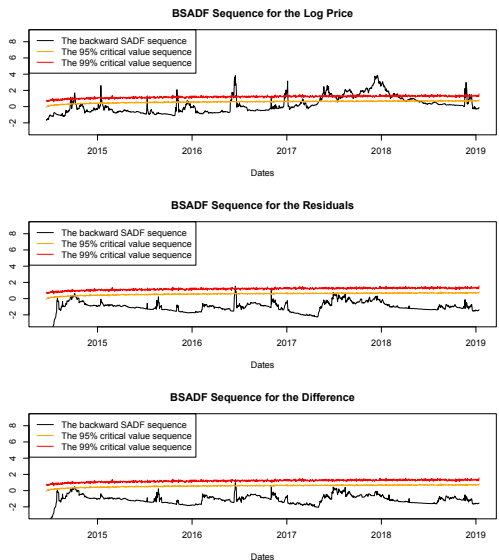 BSADF Sequence for the Log Price
The backward SADF sequence
The 95% critical value sequence
The 99% critical value sequence
8
6
4
2
0
-2
2015
2016
2017
2018
2019
Dates
BSADF Sequence for the Residuals
The backward SADF sequence
The 95% critical value sequence
The 99% critical value sequence
8
6
4
2
0
-2
2015
2016
2017
2018
2019
Dates
BSADF Sequence for the Difference
The backward SADF sequence
The 95% critical value sequence
The 99% critical value sequence
8
6
4
2
0
-2
2015
2016
2017
2018
2019
Dates